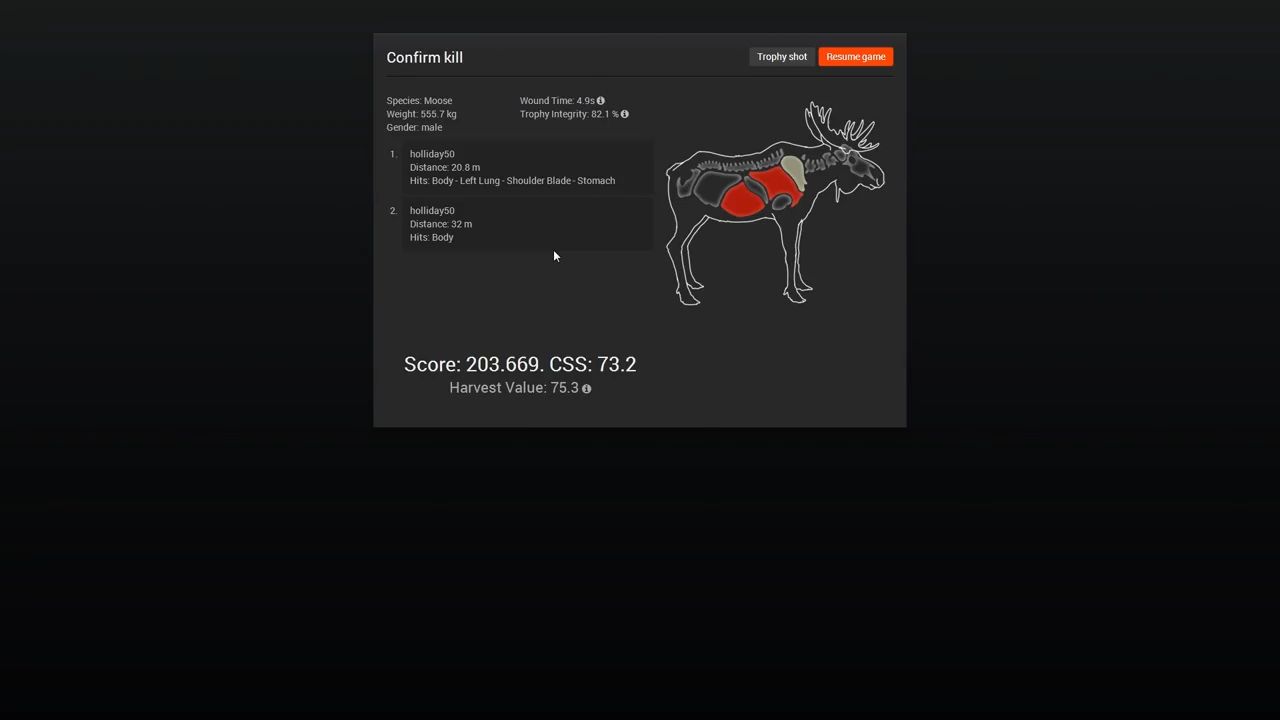 Confirm kill
Trophy shot
Resume game
Species: Moose
Weight: 555.7 kg
Gender: male
Wound Time: 4.9s
Trophy Integrity: 82.1 %
1.
holliday50
Distance: 20.8 m
Hits: Body - Left Lung - Shoulder Blade - Stomach
2.
holliday50
Distance: 32 m
Hits: Body
Score: 203.669. CSS: 73.2
Harvest Value: 75.3